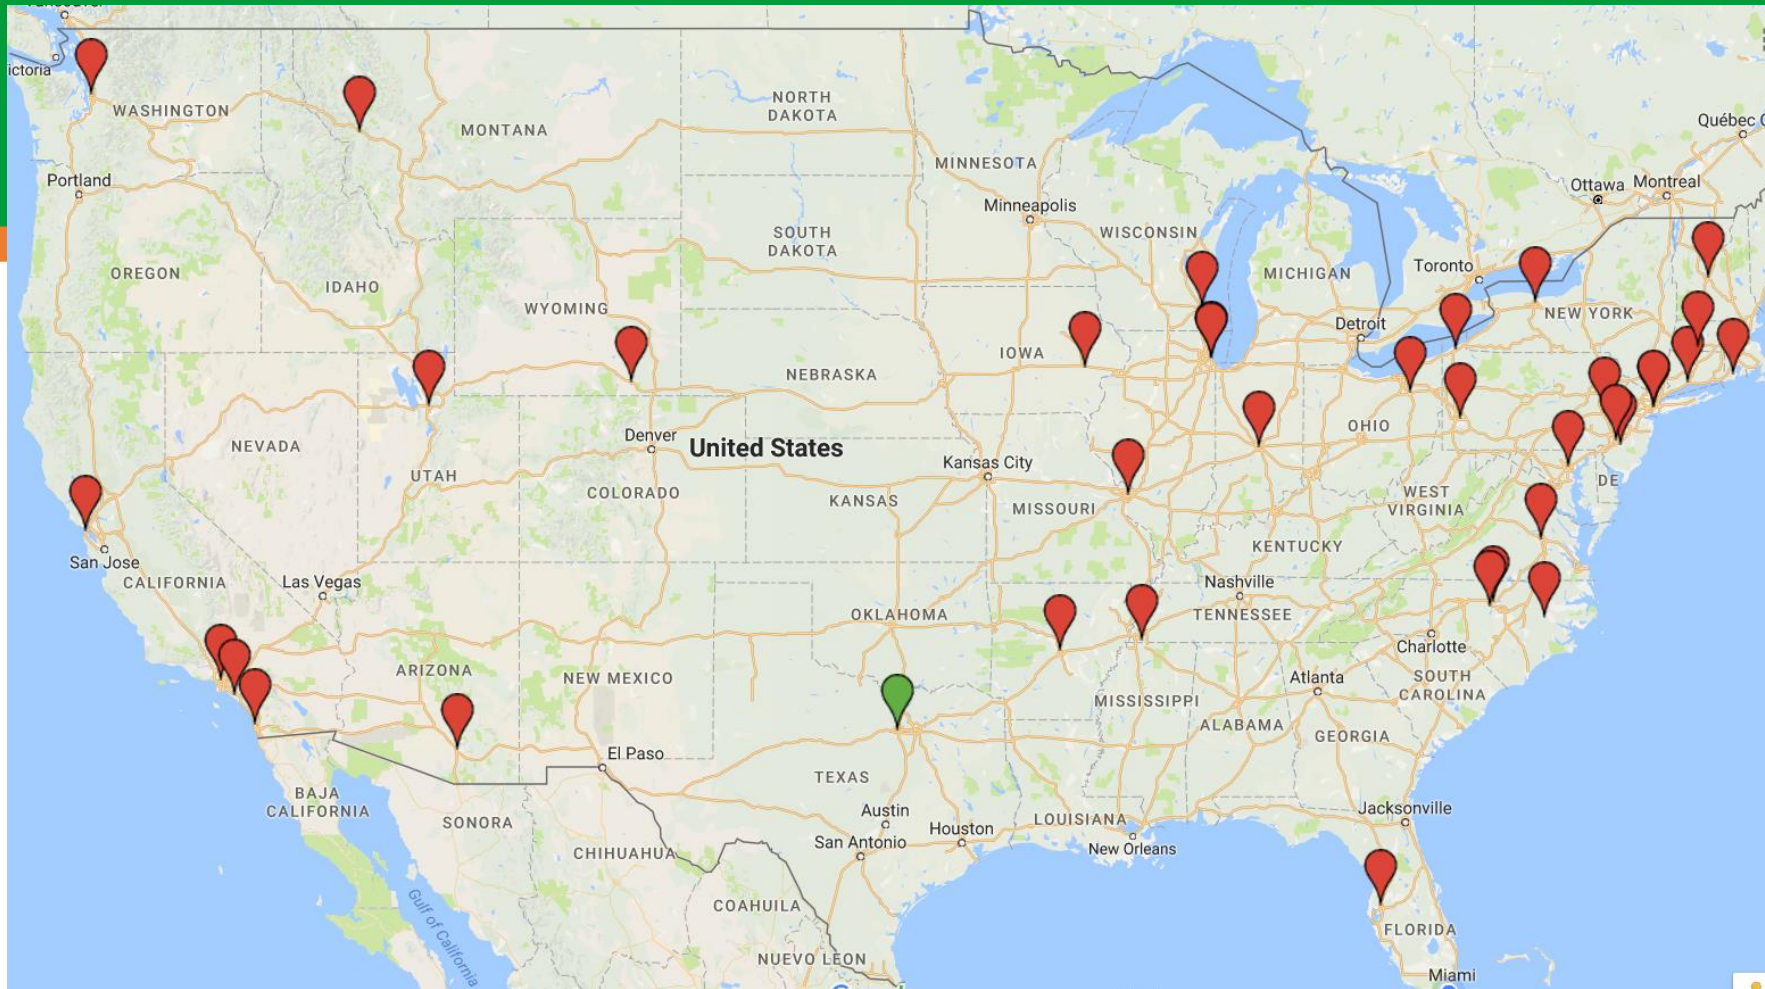 ictoria
WASHINGTON
MONTANA
NORTH
DAKOTA
MINNESOTA
Québec
Portland
Minneapolis
Ottawa
Montreal
OREGON
IDAHO
SOUTH
DAKOTA
WISCONSIN
MICHIGAN
Toronto
WYOMING
IOWA
Detroit
NEW YORK
NEBRASKA
NEVADA
Denver
United States
OHIO
UTAH
COLORADO
KANSAS
Kansas City
MISSOURI
WEST
VIRGINIA
DE
San Jose
CALIFORNIA
Las Vegas
KENTUCKY
Nashville
TENNESSEE
OKLAHOMA
Charlotte
ARIZONA
NEW MEXICO
Atlanta
SOUTH
CAROLINA
MISSISSIPPI
ALABAMA
GEORGIA
El Paso
TEXAS
BAJA
CALIFORNIA
SONORA
Austin
Houston
LOUISIANA
Jacksonville
San Antonio
New Orleans
CHIHUAHUA
COAHUILA
Gulf of California
FLORIDA
NUEVO LEON
Miami